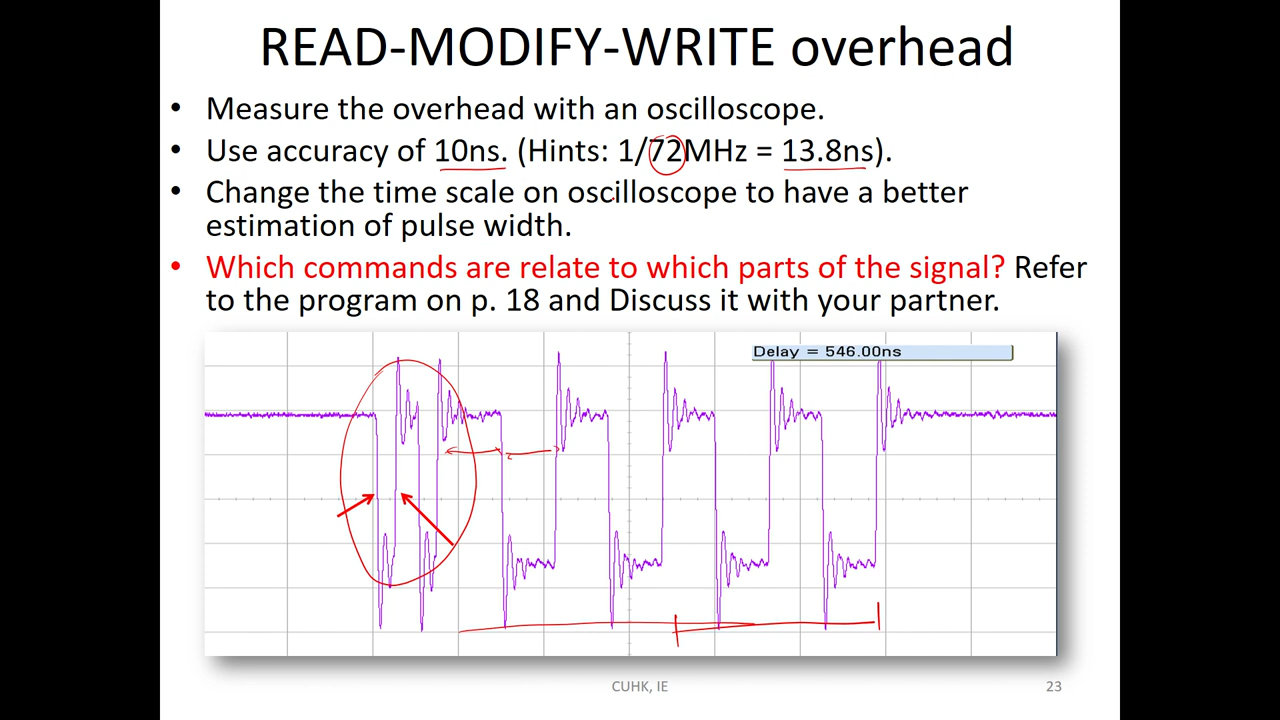 READ-MODIFY-WRITE overhead
• Measure the overhead with an oscilloscope.
• Use accuracy of 10ns. (Hints: 1/72MHz = 13.8ns).
• Change the time scale on oscilloscope to have a better
estimation of pulse width.
• Which commands are relate to which parts of the signal? Refer
to the program on p. 18 and Discuss it with your partner.
Delay = 546.00ns
CUHK, IE
23